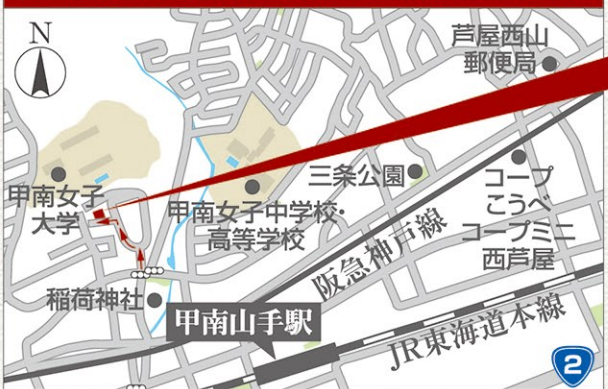 N
芦屋西山
郵便局
甲南女子
大学
甲南女子中学校・
高等学校
三条公園
コープ
こうべ
コープミニ
西芦屋
阪急神戸線
稲荷神社
甲南山手駅
JR東海道本線
2